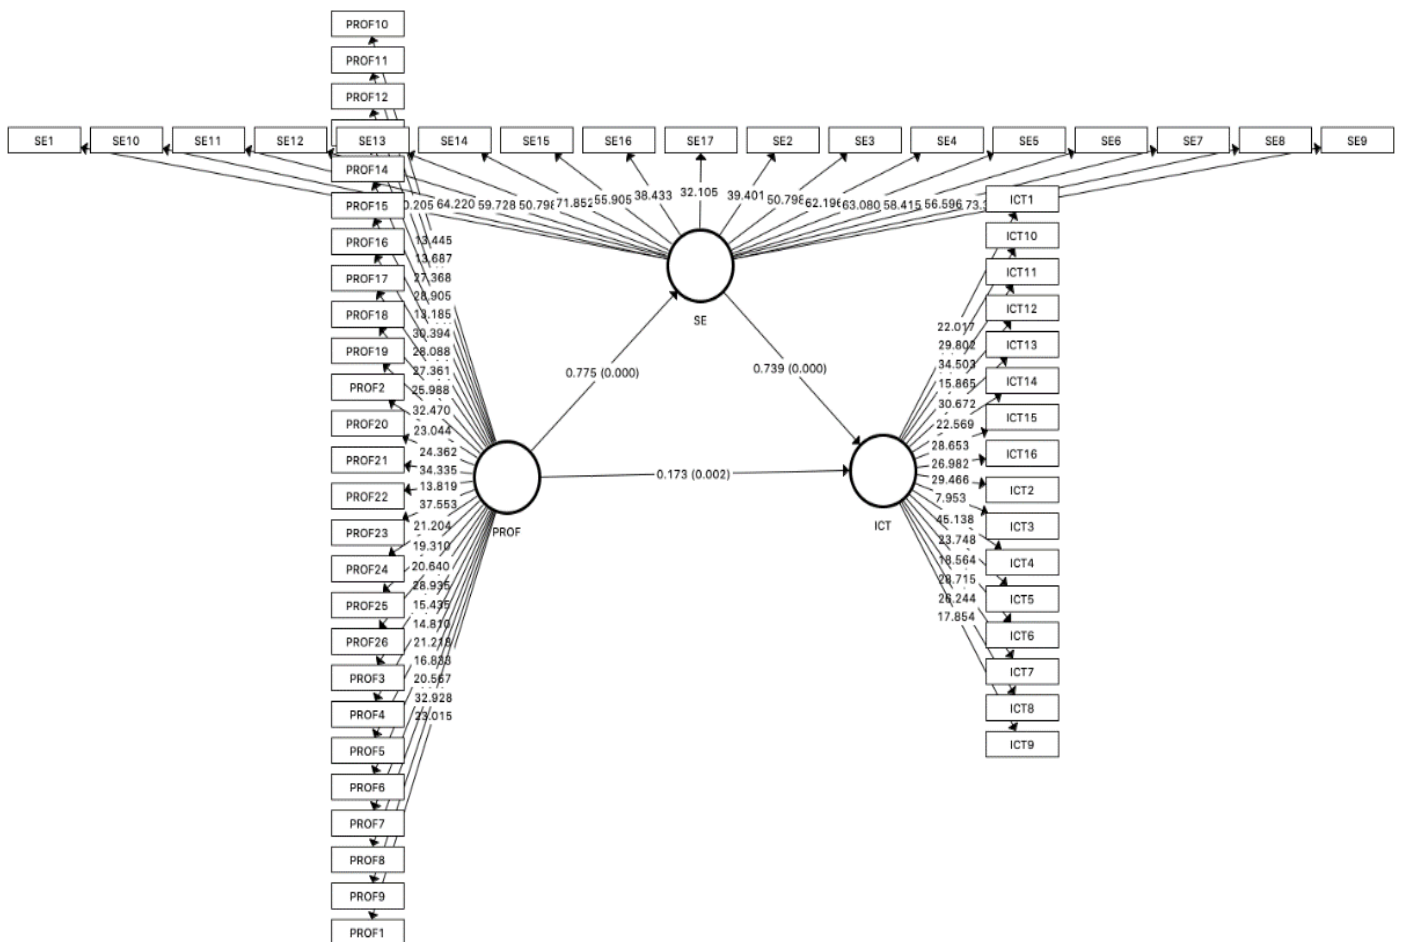 PROF10
PROF11
PROF12
SE1 SE10 SE11 SE12 SE13 SE14 SE15 SE16 SE17 SE2 SE3 SE4 SE5 SE6 SE7 SE8 SE9
PROF14
PROF15
PROF16
PROF17
PROF18
PROF19
PROF2
PROF20
PROF21
PROF22
PROF23
PROF24
PROF25
PROF26
PROF3
PROF4
PROF5
PROF6
PROF7
PROF8
PROF9
PROF1
64.220 59.728 50.798 71.852 55.905 38.433 32.105 39.401 50.798 62.196 63.080 58.415 56.596
13.445
13.687
27.368
28.905
13.185
30.394
28.088
27.361
25.988
32.470
23.044
24.362
34.335
13.819
37.553
21.204
19.310
20.640
28.935
15.435
14.810
21.218
16.833
20.567
32.928
23.015
SE
0.775 (0.000)
0.739 (0.000)
0.173 (0.002)
PROF
ICT
22.017
29.802
34.503
15.865
30.672
22.569
28.653
26.982
29.466
7.953
45.138
23.748
18.564
28.715
26.244
17.854
ICT1
ICT10
ICT11
ICT12
ICT13
ICT14
ICT15
ICT16
ICT2
ICT3
ICT4
ICT5
ICT6
ICT7
ICT8
ICT9